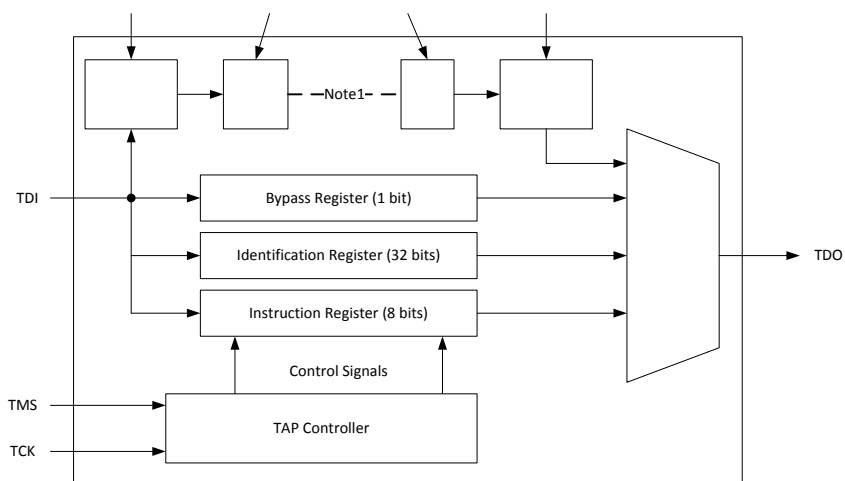 Note1
TDI
Bypass Register (1 bit)
Identification Register (32 bits)
TDO
Instruction Register (8 bits)
Control Signals
TMS
TAP Controller
TCK